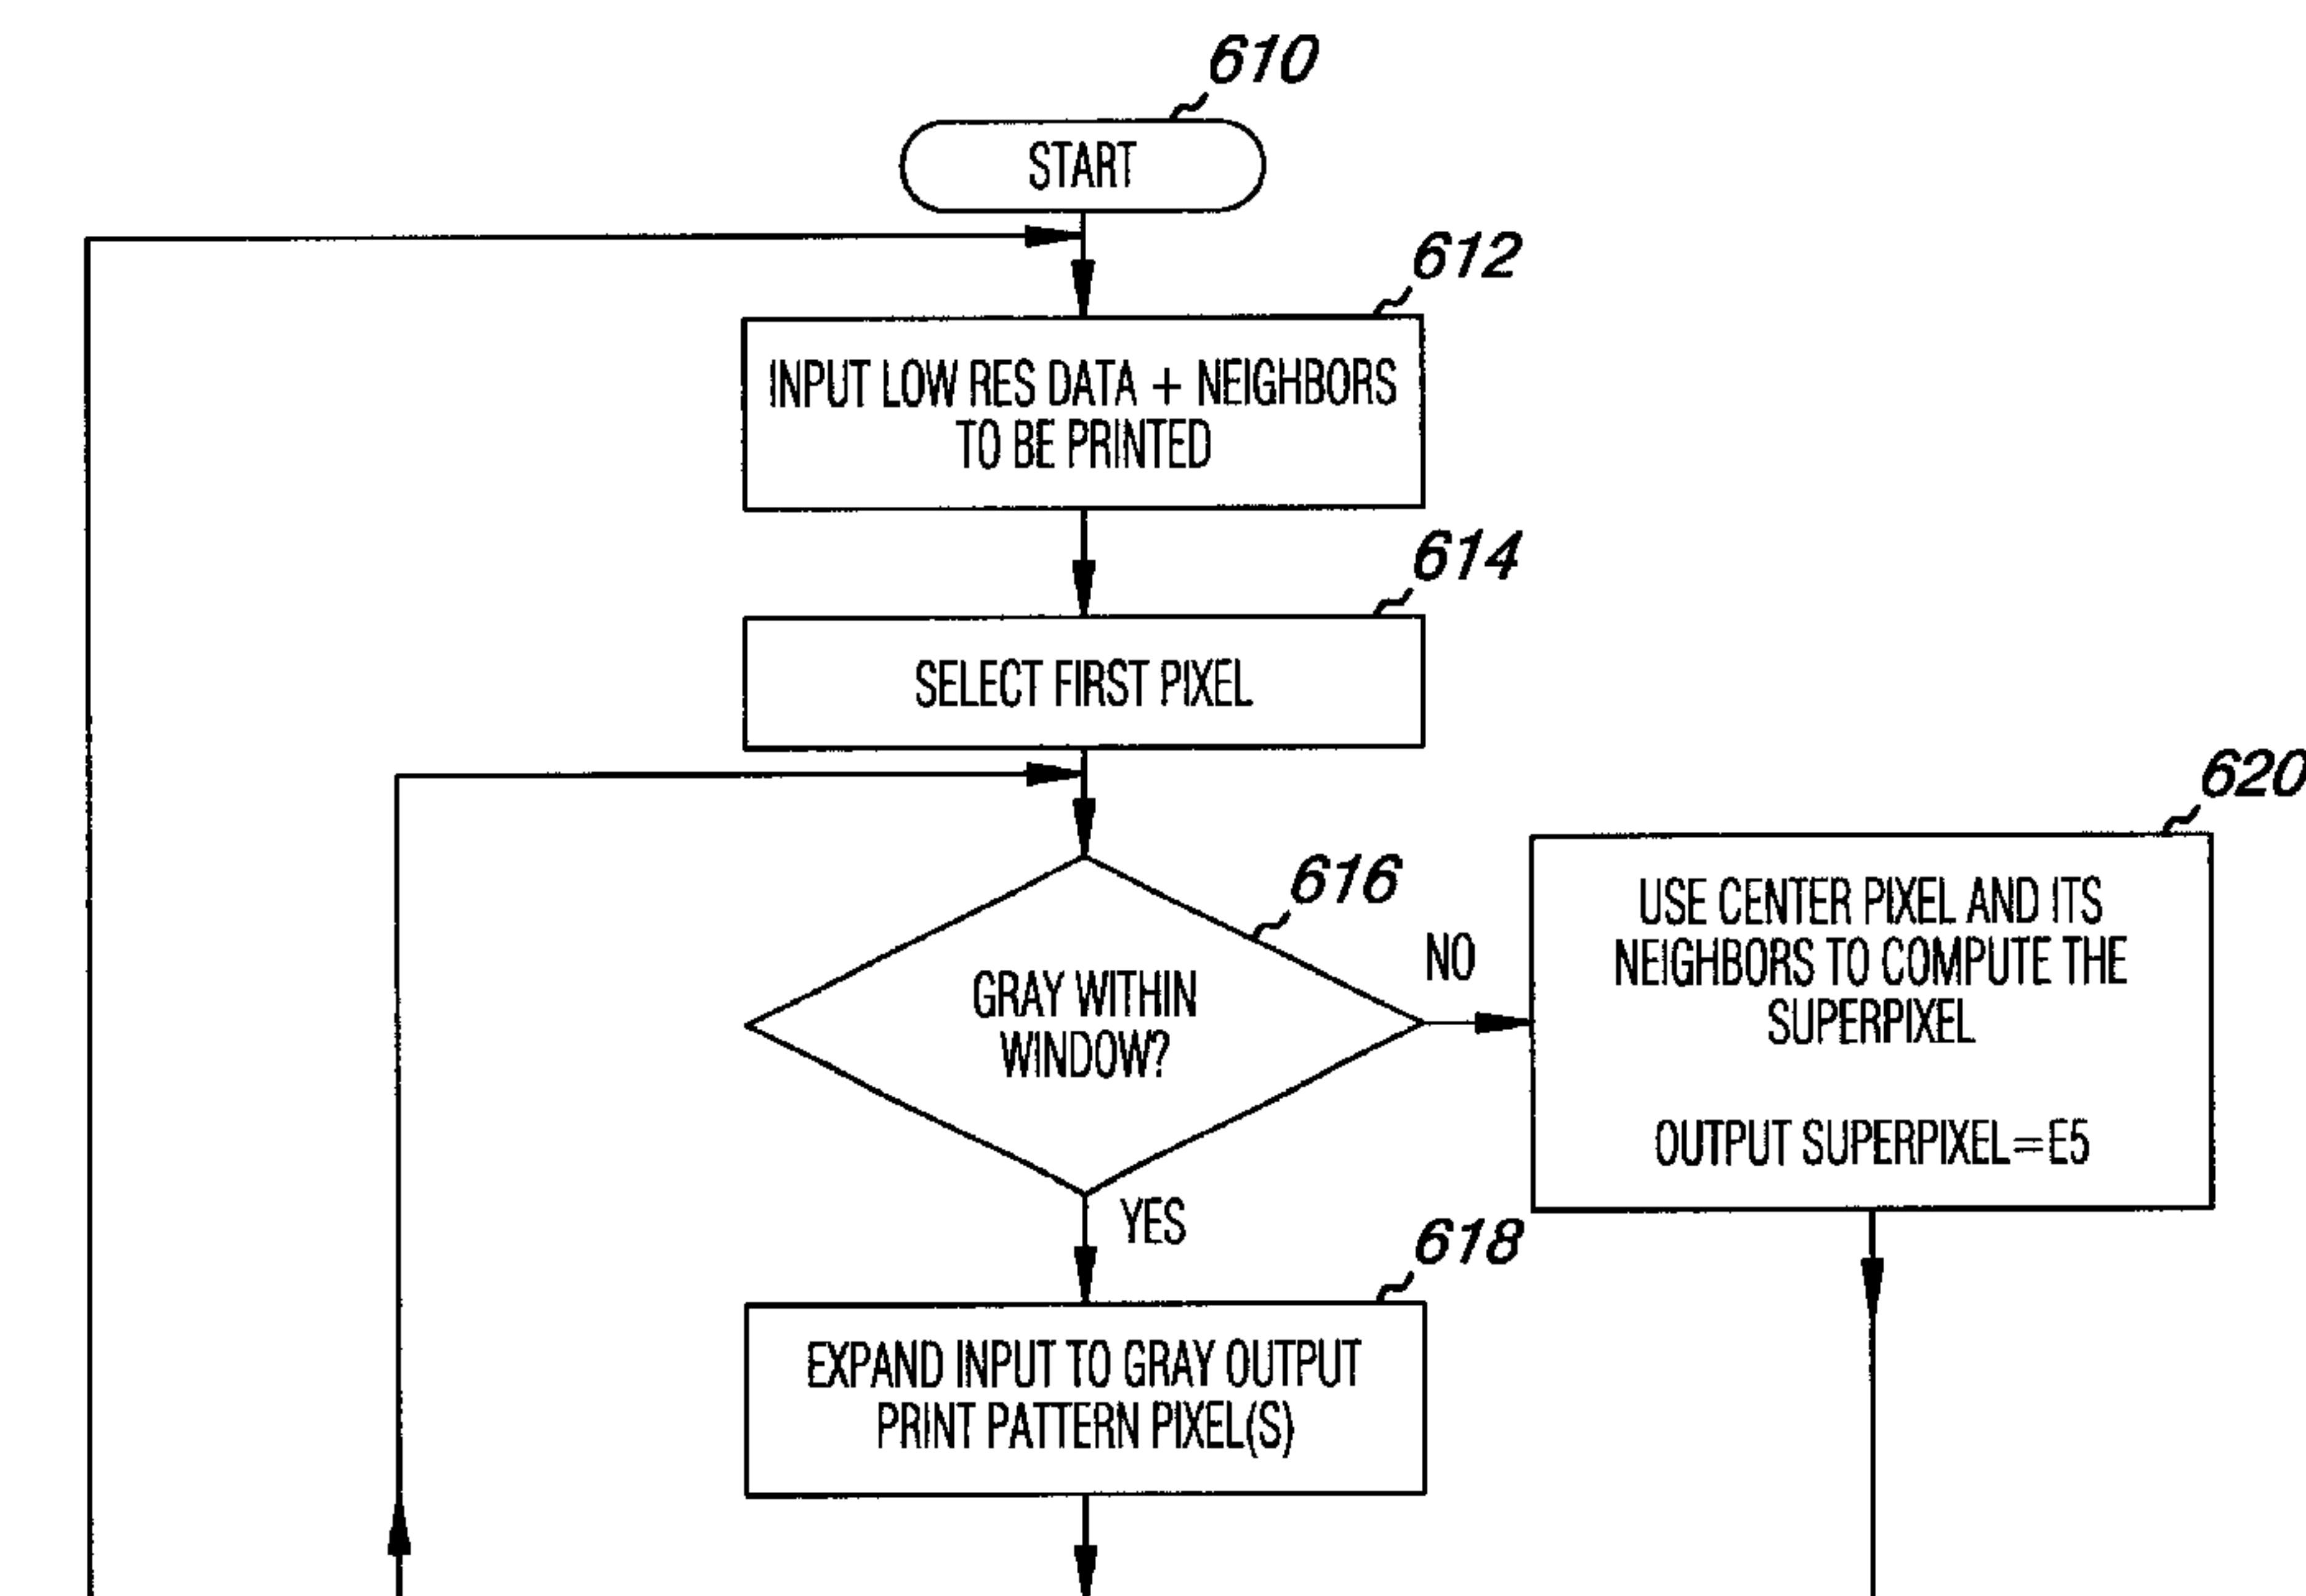 610
START
612
INPUT LOW RES DATA + NEIGHBORS
TO BE PRINTED
614
SELECT FIRST PIXEL
616
GRAY WITHIN
WINDOW?
NO
YES
620
USE CENTER PIXEL AND ITS
NEIGHBORS TO COMPUTE THE
SUPERPIXEL
OUTPUT SUPERPIXEL=E5
618
EXPAND INPUT TO GRAY OUTPUT
PRINT PATTERN PIXEL(S)